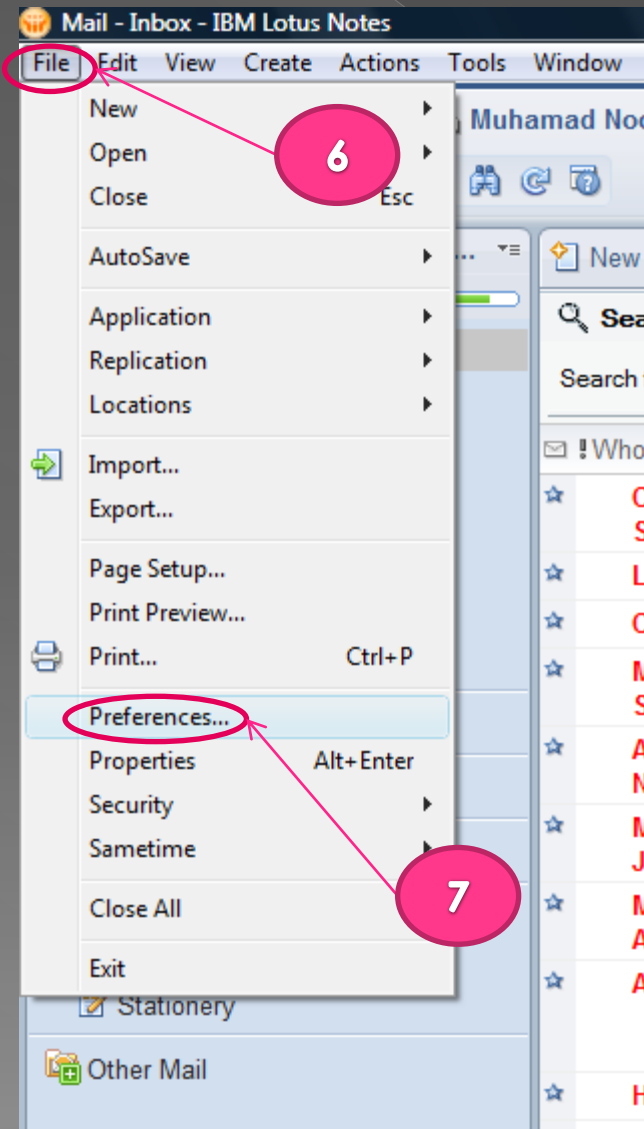 Mail - Inbox - IBM Lotus Notes
File Edit View Create Actions Tools Window
New
Muhamad
Open
6
Close Esc
AutoSave
...
New
Application
Replication
Search
Locations
Import...
Who
Export...
Page Setup...
Print Preview...
Print... Ctrl+P
Preferences...
Properties Alt+Enter
Security
Sametime
7
Close All
Exit
Stationery
Other Mail